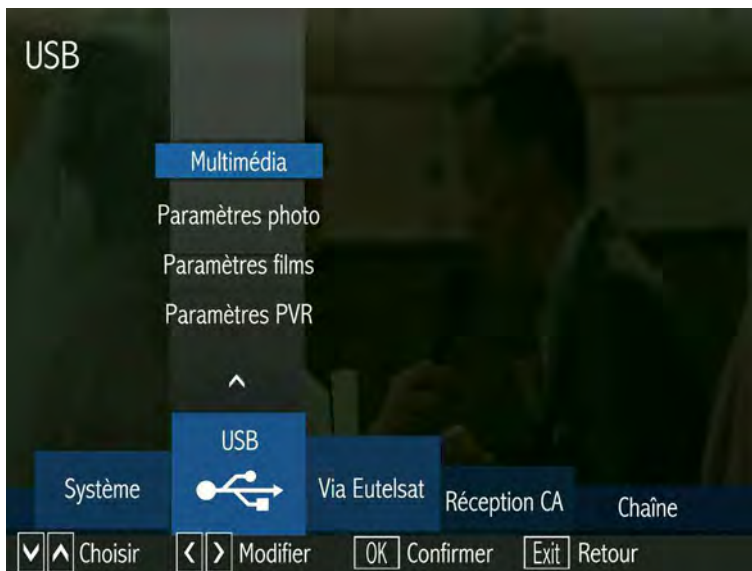 USB
Multimédia
Paramètres photo
Paramètres films
Paramètres PVR
USB
Système
Via Eutelsat
Réception CA
Chaîne
Choisir Modifier OK Confirmer Exit Retour